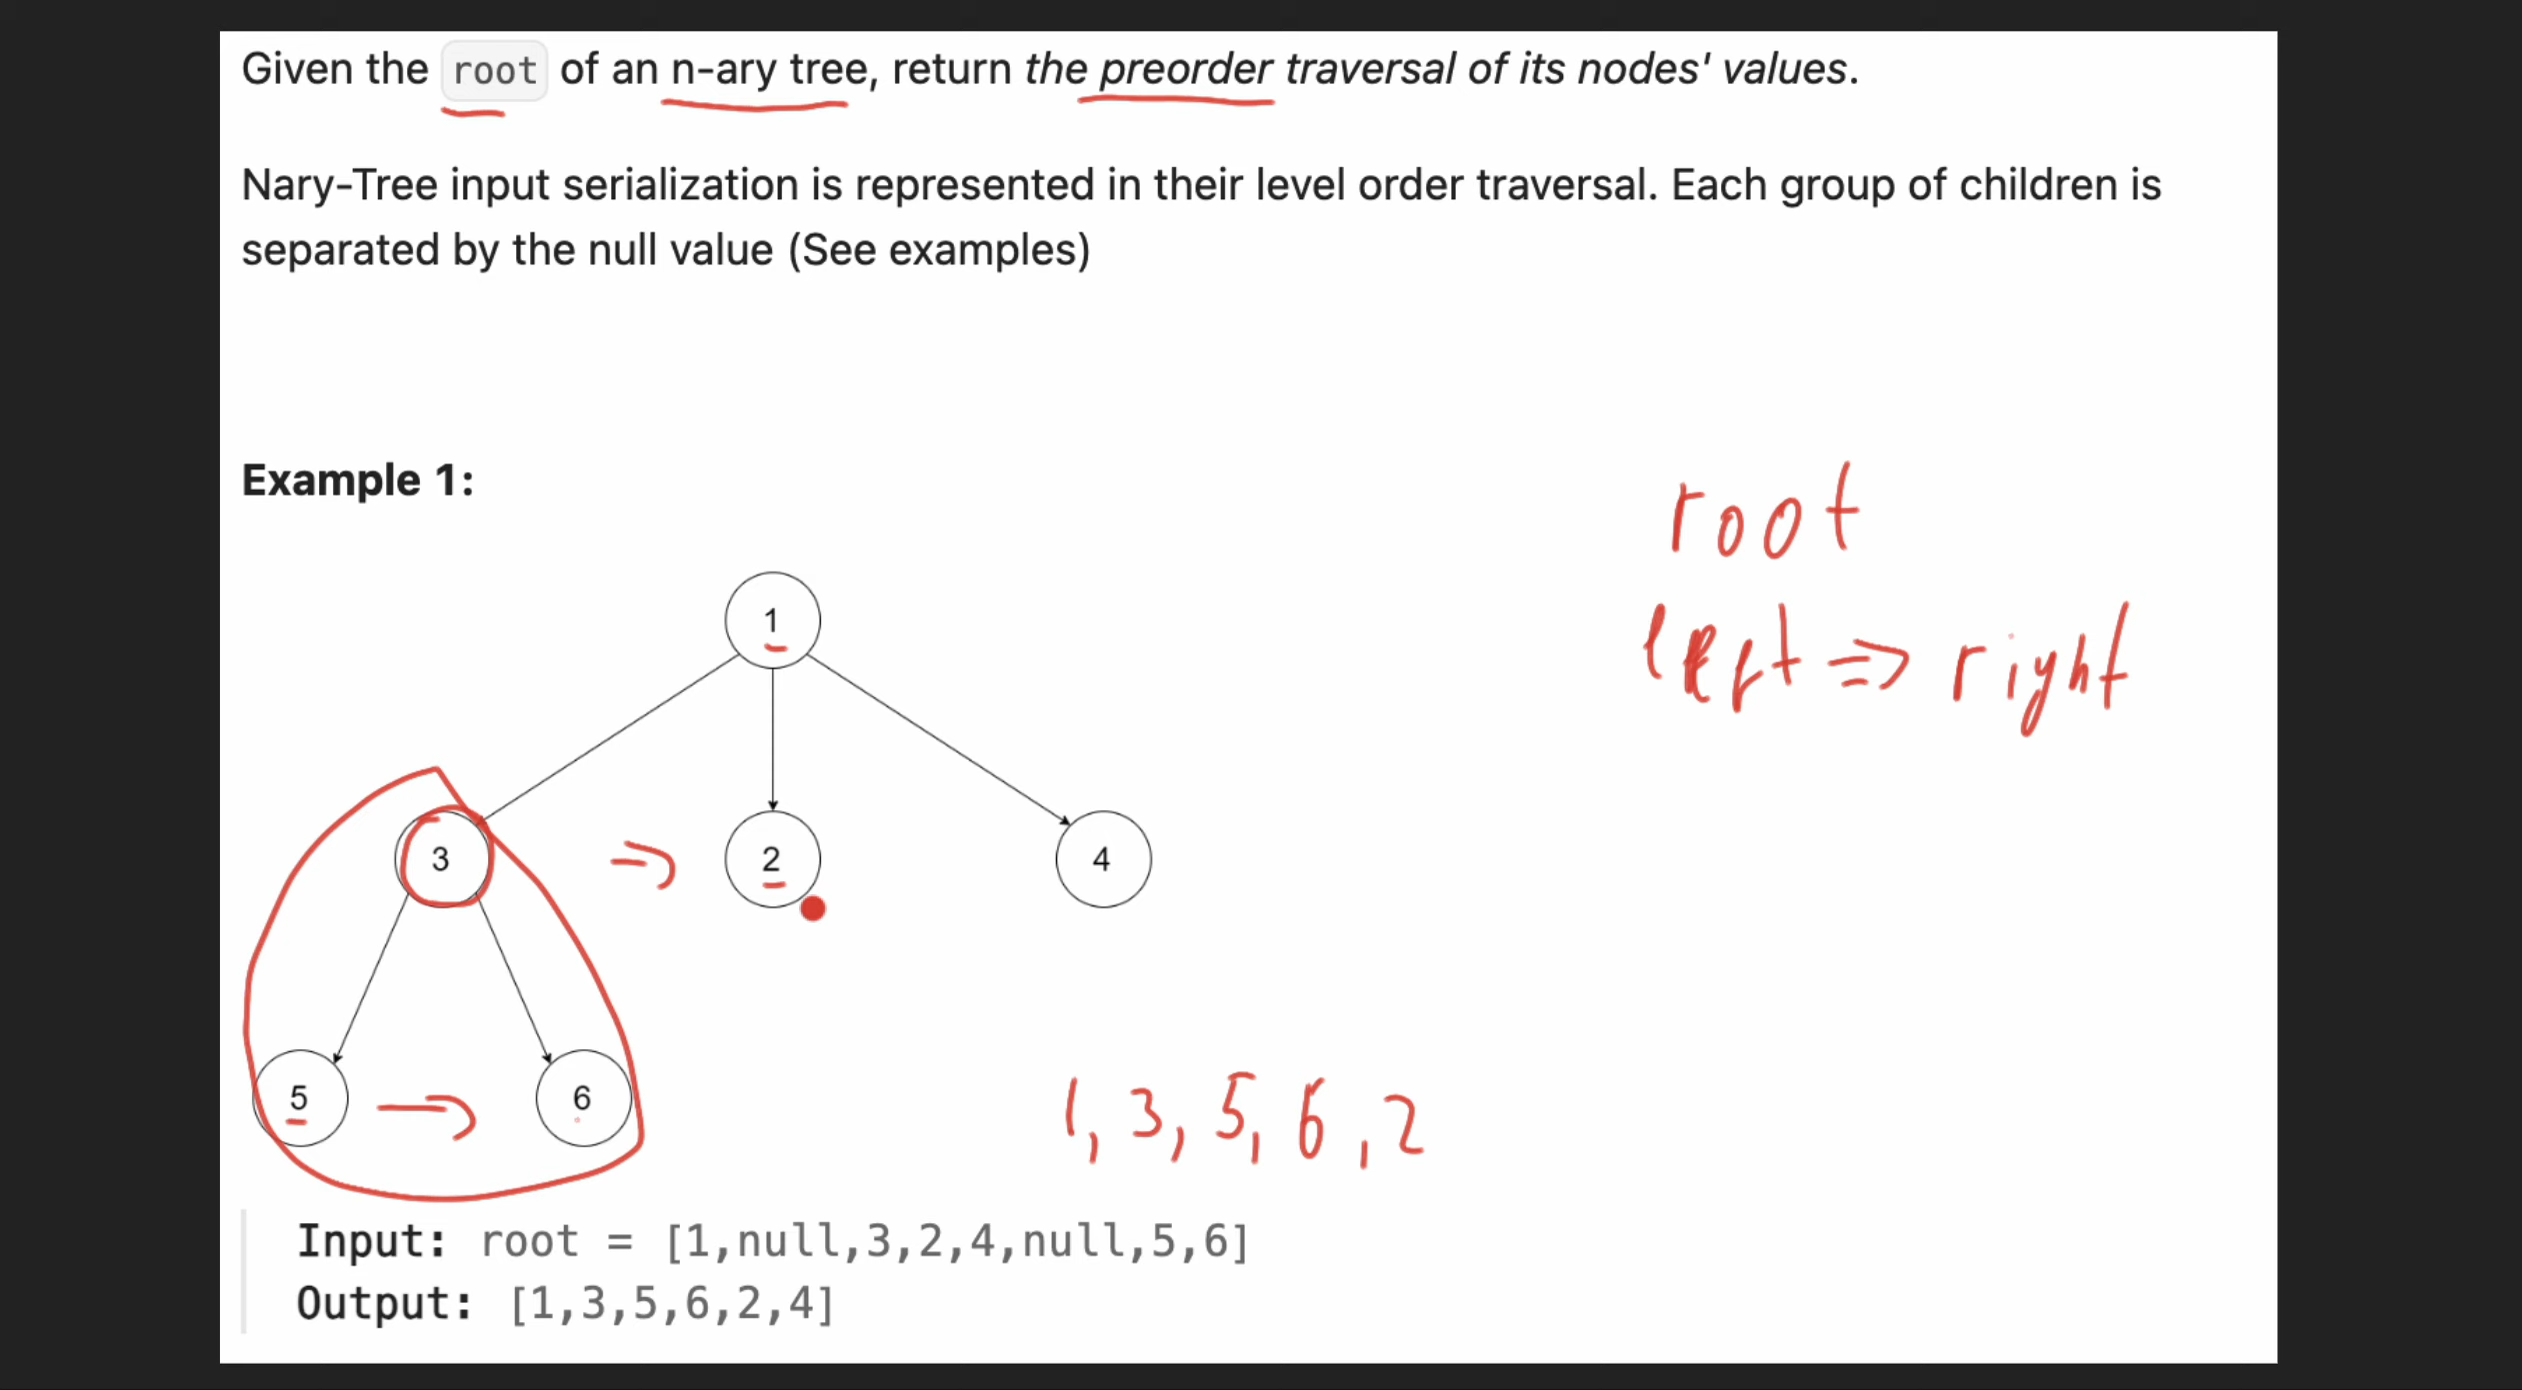 Given the root of an n-ary tree, return the preorder traversal of its nodes' values.
Nary-Tree input serialization is represented in their level order traversal. Each group of children is
separated by the null value (See examples)
Example 1:
root
left => right
1
3
2
4
5
6
1, 3, 5, 6, 2
Input: root = [1,null,3,2,4,null,5,6]
Output: [1,3,5,6,2,4]